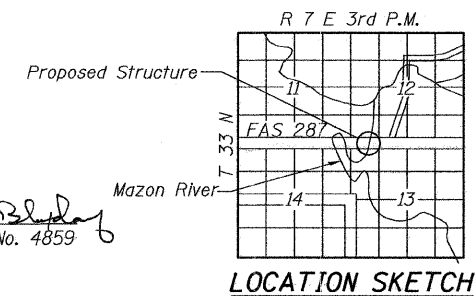 R 7 E 3rd P.M.
Proposed Structure
11
12
FAS 287
T 33 N
Mazon River
14
13
No. 4859
LOCATION SKETCH